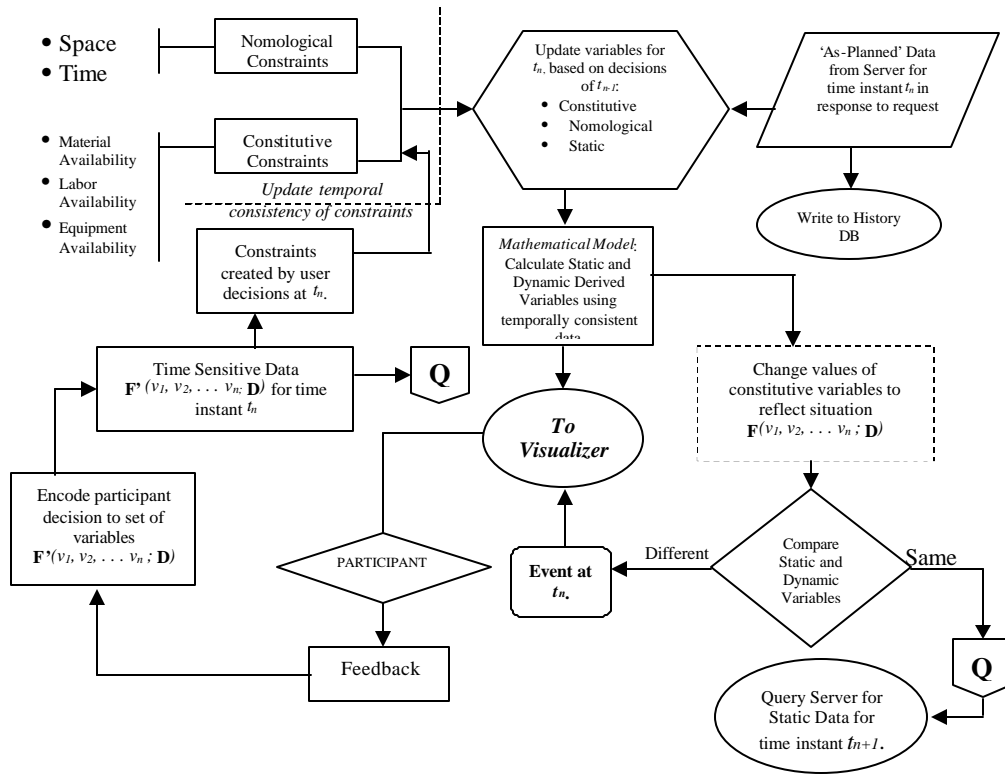 • Space
• Time
Nomological
Constraints
• Material
Availability
• Labor
Availability
• Equipment
Availability
Constitutive
Constraints
Update temporal
consistency of constraints
Constraints
created by user
decisions at tn.
Update variables for
tn, based on decisions
of tn-1:
• Constitutive
• Nomological
• Static
'As-Planned' Data
from Server for
time instant tn in
response to request
Write to History
DB
Mathematical Model:
Calculate Static and
Dynamic Derived
Variables using
temporally consistent
data
Time Sensitive Data
F'(v1, v2, . . . vn; D) for time
instant tn
Q
To
Visualizer
Change values of
constitutive variables to
reflect situation
F(v1, v2, . . . vn ; D)
Encode participant
decision to set of
variables
F'(v1, v2, . . . vn ; D)
PARTICIPANT
Feedback
Event at
tn.
Different
Compare
Static and
Dynamic
Variables
Same
Q
Query Server for
Static Data for
time instant tn+1.